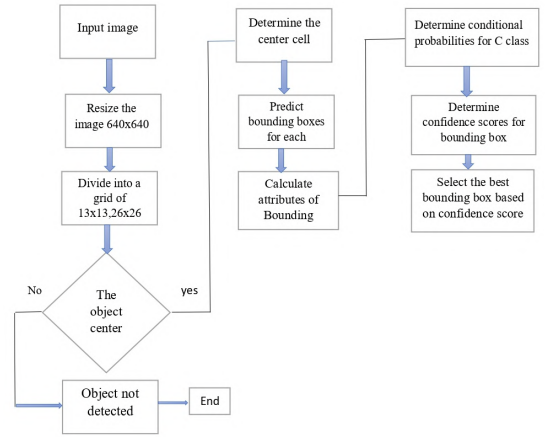 Input image
Resize the
image 640x640
Divide into a
grid of
13x13,26x26
No
The
object
center
yes
Object not
detected
End
Determine the
center cell
Predict
bounding boxes
for each
Calculate
attributes of
Bounding
Determine conditional
probabilities for C class
Determine
confidence scores for
bounding box
Select the best
bounding box based
on confidence score